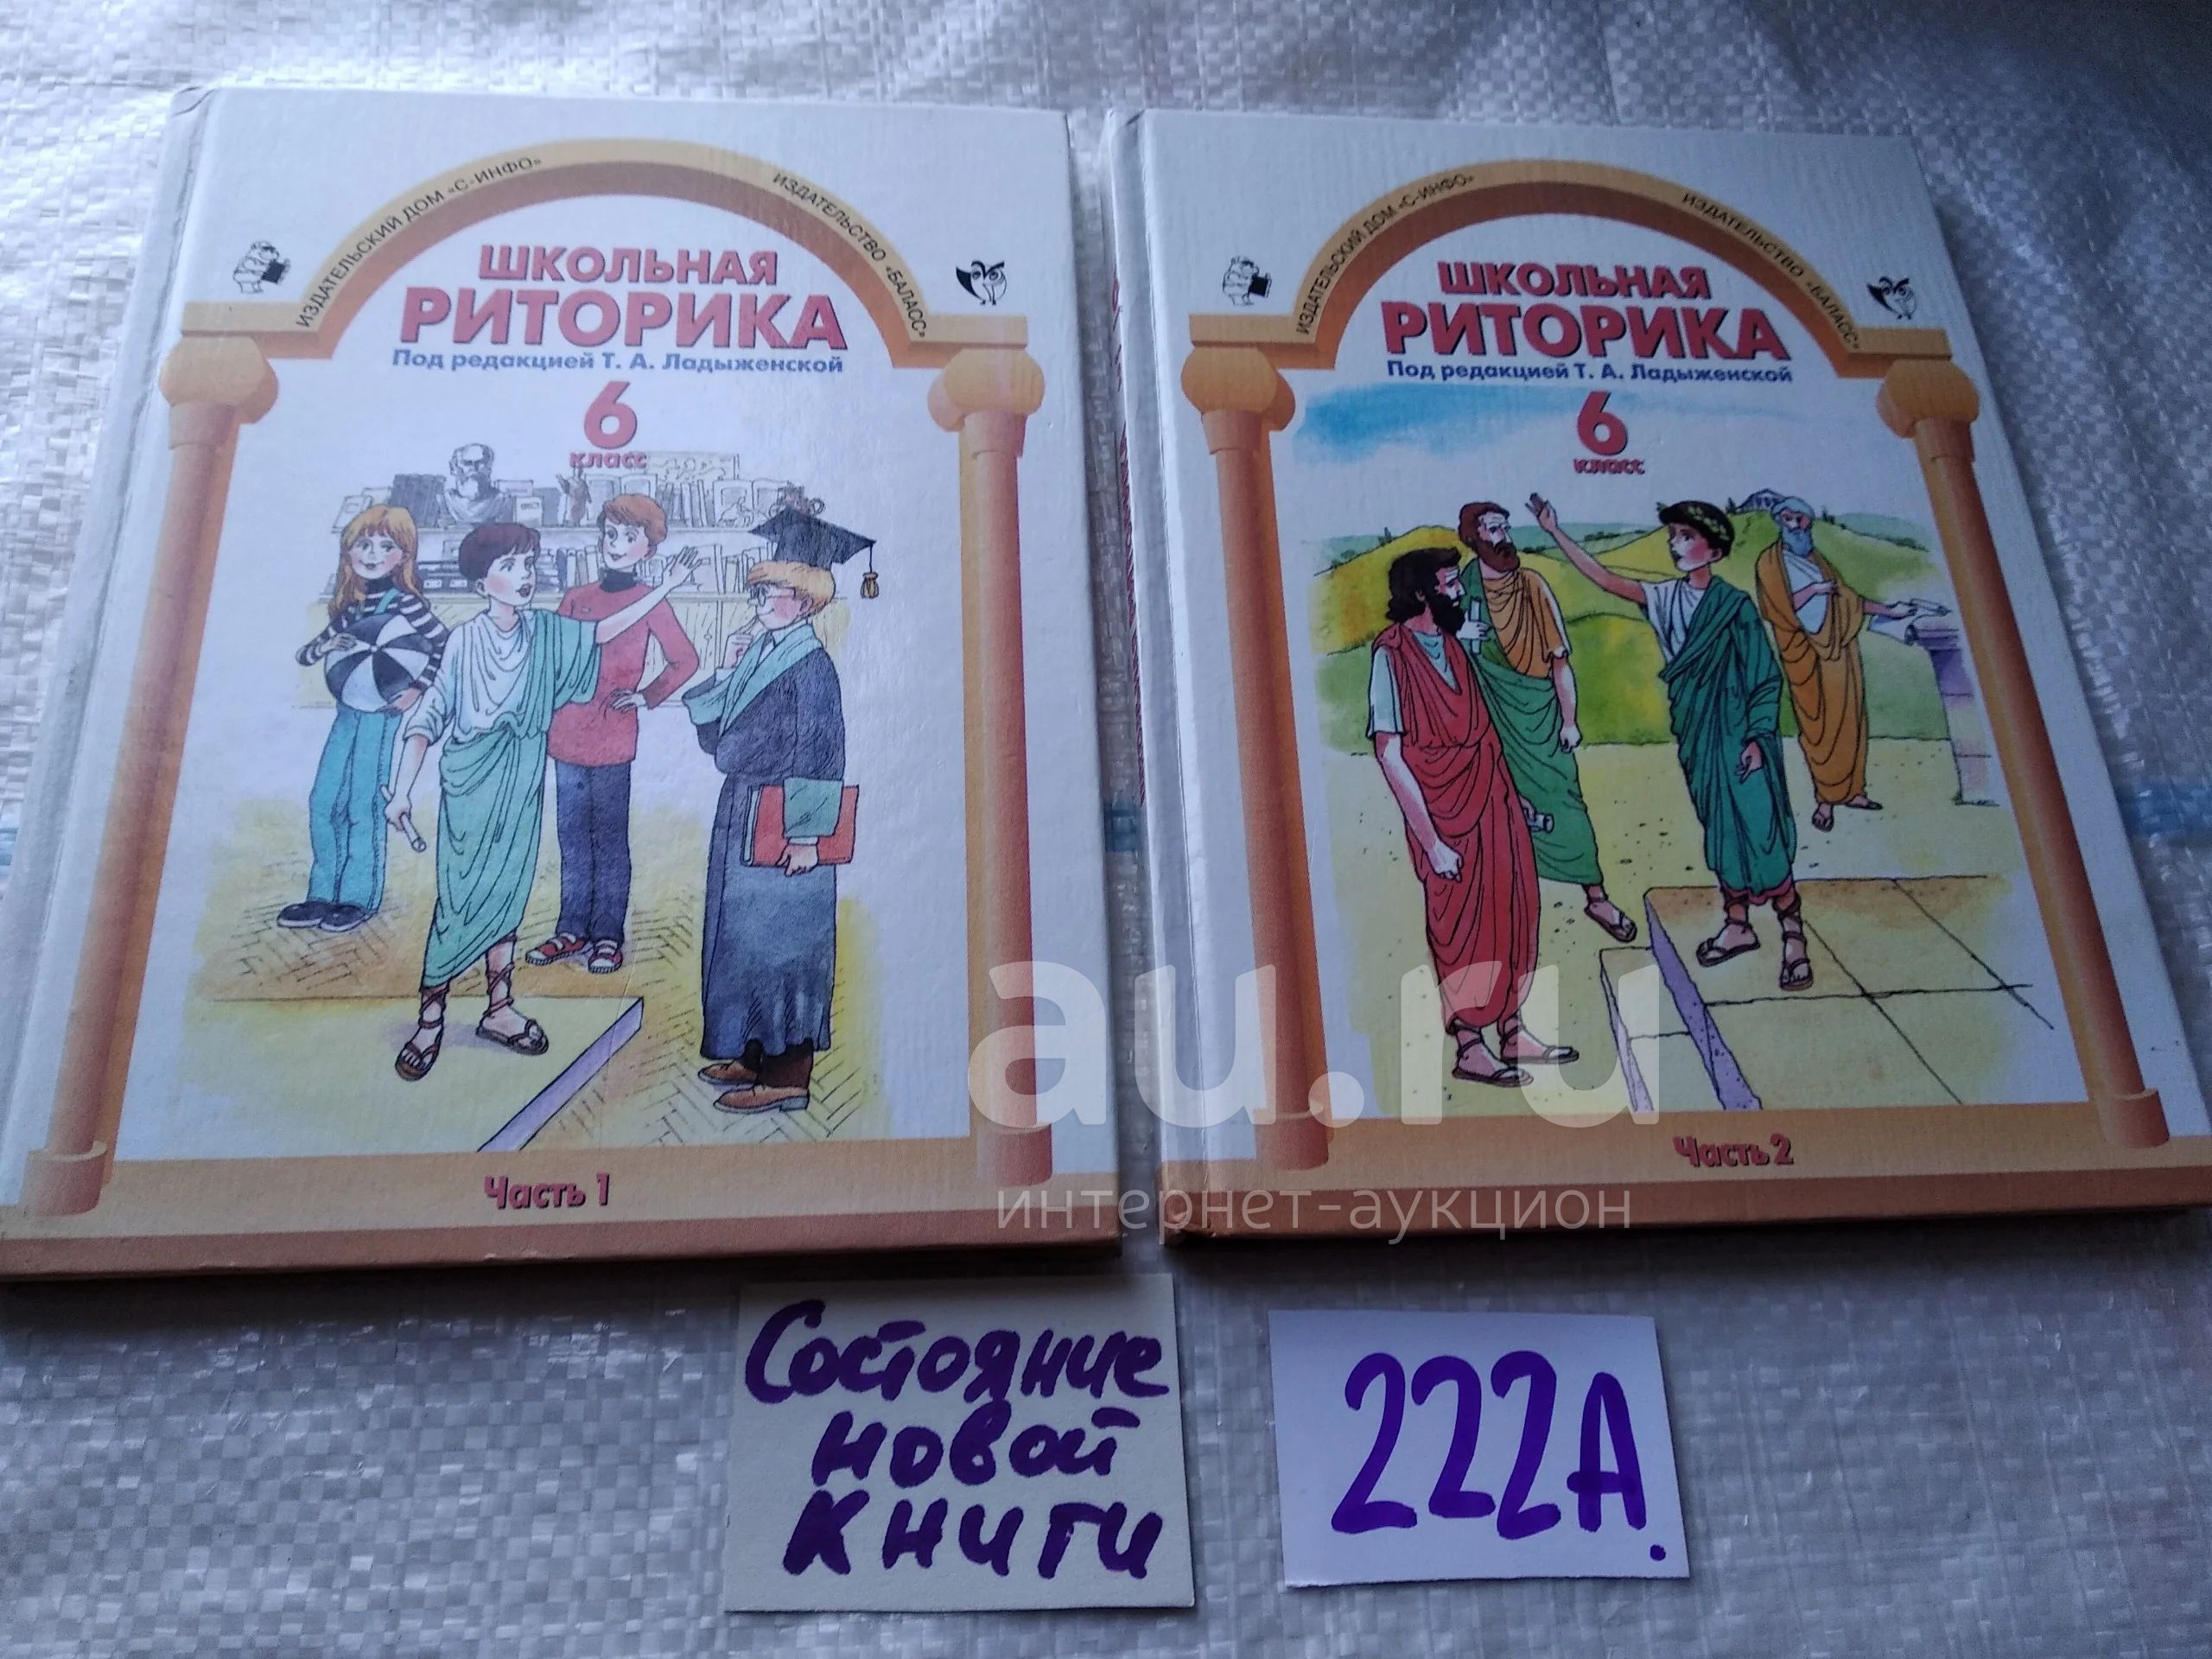 ИЗДАТЕЛЬСКИЙ ДОМ «С-ИНФО»
ИЗДАТЕЛЬСТВО «БАЛАСС»
ШКОЛЬНАЯ
РИТОРИКА
Под редакцией Т. А. Ладыженской
6
класс
Часть 1
ИЗДАТЕЛЬСКИЙ ДОМ «С-ИНФО»
ИЗДАТЕЛЬСТВО «БАЛАСС»
ШКОЛЬНАЯ
РИТОРИКА
Под редакцией Т. А. Ладыженской
6
класс
Часть 2
au.ru
интернет-аукцион
Состояние
новой
книги
222А.